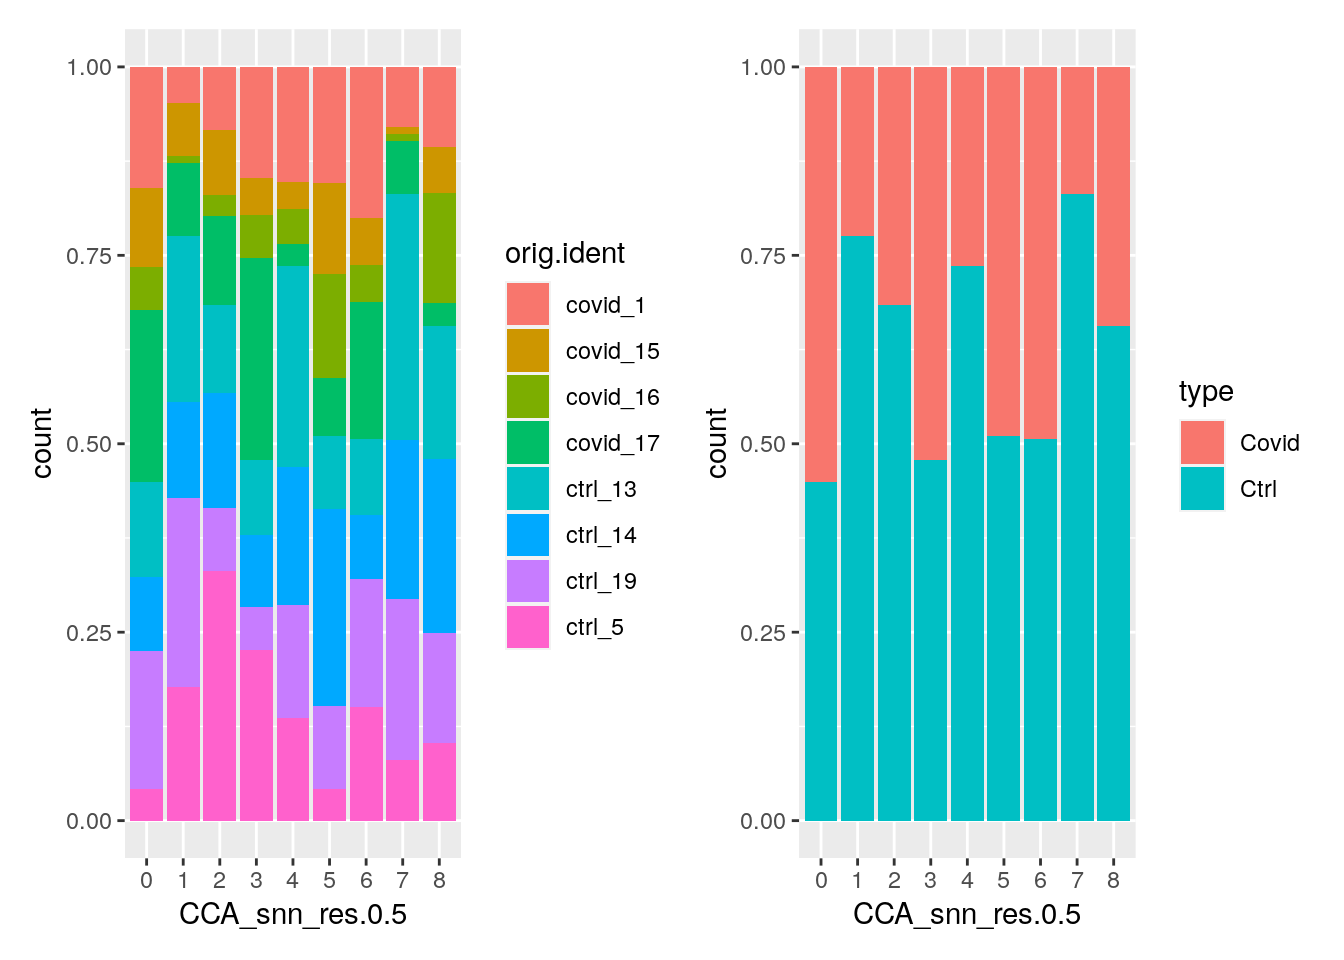 1.00
0.75
0.50
0.25
0.00
count
0 1 2 3 4 5 6 7 8
CCA_snn_res.0.5
orig.ident
covid_1
covid_15
covid_16
covid_17
ctrl_13
ctrl_14
ctrl_19
ctrl_5
1.00
0.75
0.50
0.25
0.00
count
0 1 2 3 4 5 6 7 8
CCA_snn_res.0.5
type
Covid
Ctrl